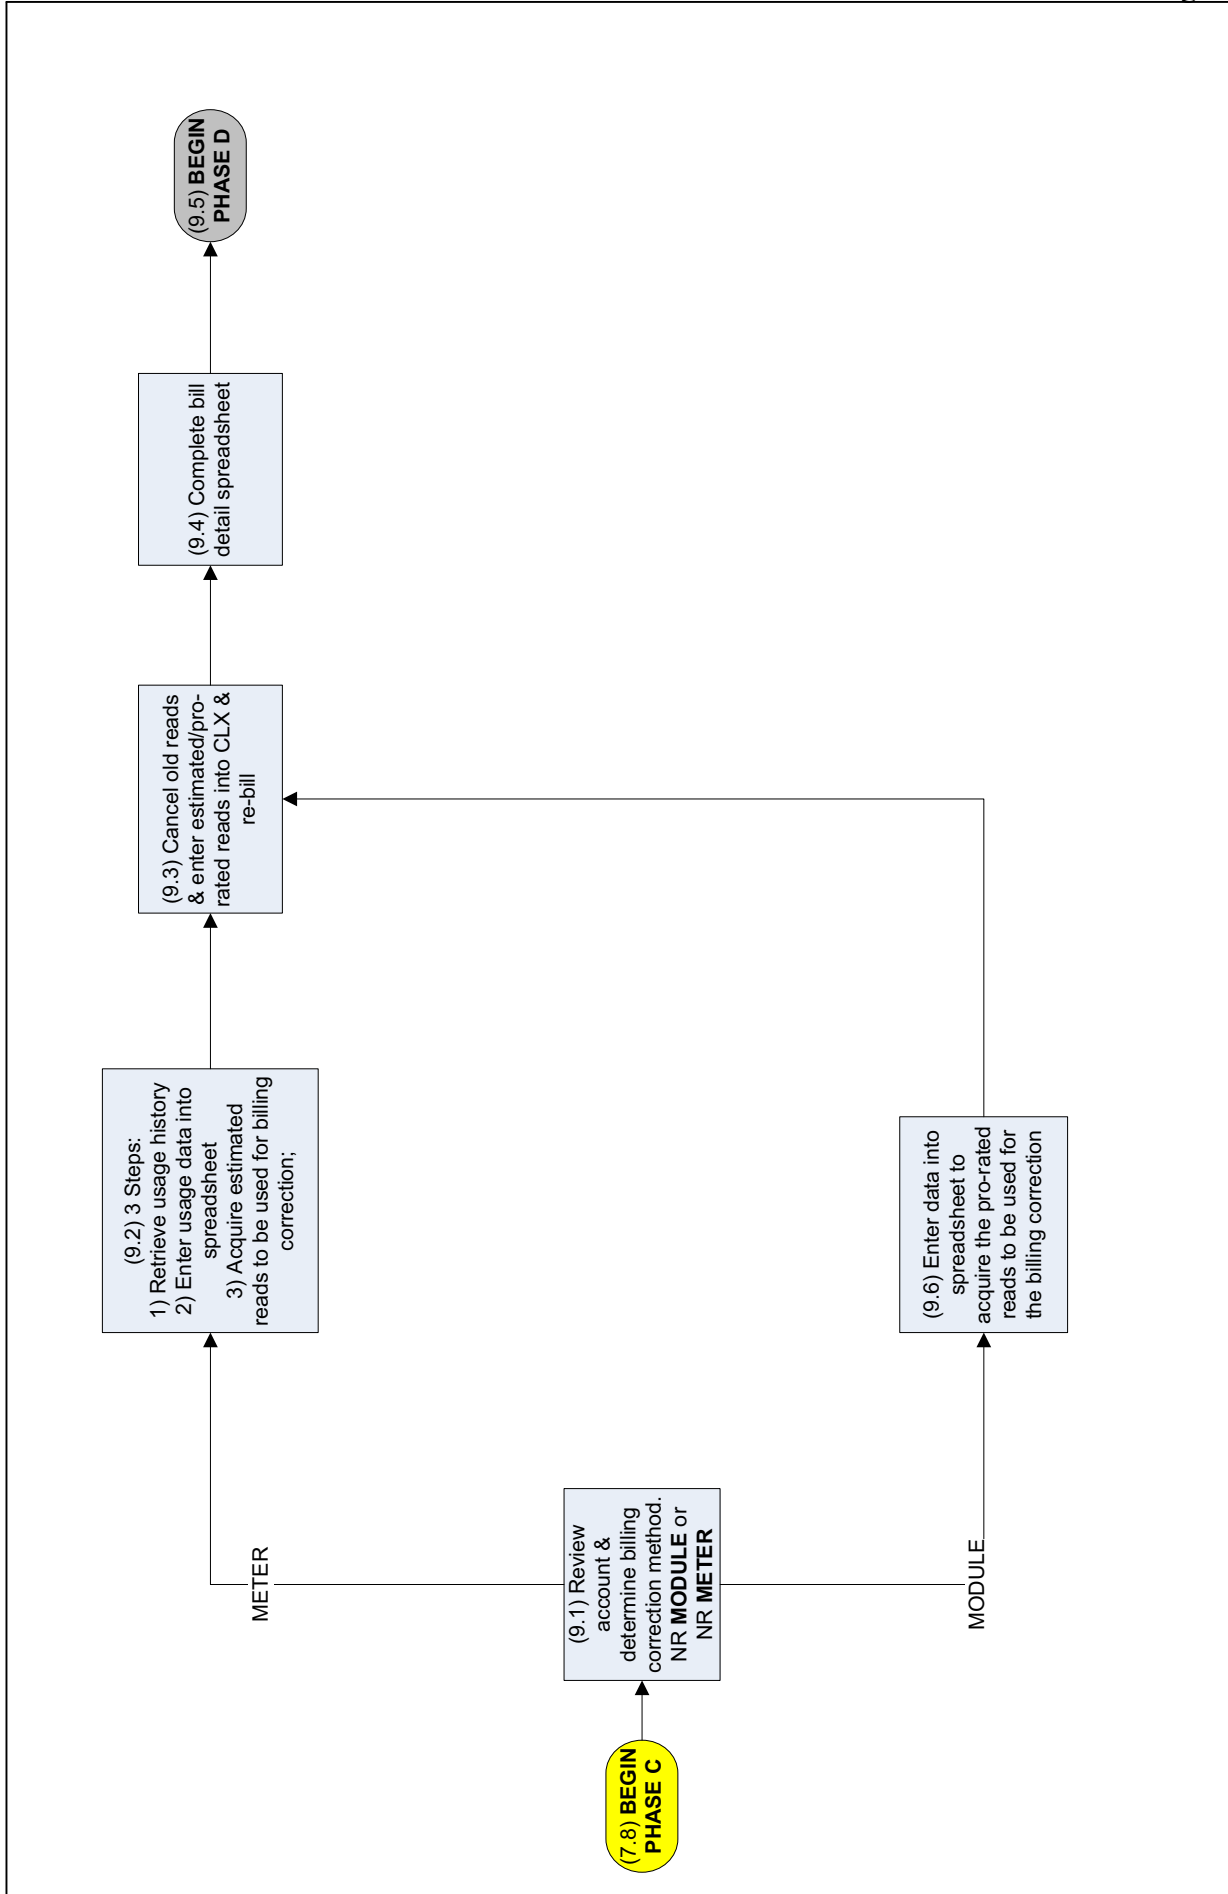 (7.8) BEGIN
PHASE C
(9.1) Review
account &
determine billing
correction method.
NR MODULE or
NR METER
METER
MODULE
(9.2) 3 Steps:
1) Retrieve usage history
2) Enter usage data into
spreadsheet
3) Acquire estimated
reads to be used for billing
correction;
(9.6) Enter data into
spreadsheet to
acquire the pro-rated
reads to be used for
the billing correction
(9.3) Cancel old reads
& enter estimated/pro-
rated reads into CLX &
re-bill
(9.4) Complete bill
detail spreadsheet
(9.5) BEGIN
PHASE D